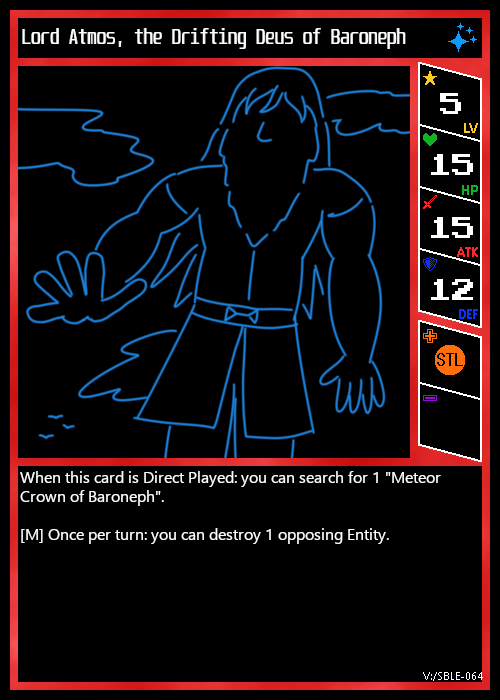 Lord Atmos, the Drifting Deus of Baroneph
5
LV
15
HP
15
ATK
12
DEF
STL
When this card is Direct Played: you can search for 1 "Meteor
Crown of Baroneph".
[M] Once per turn: you can destroy 1 opposing Entity.
V:/SBLE-064